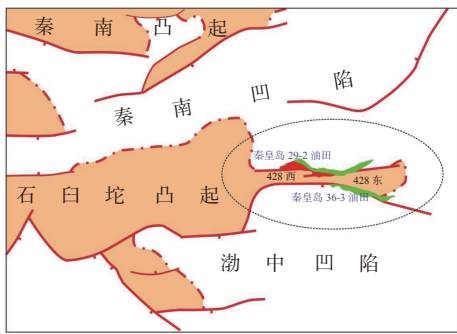 秦南凸起
秦南凹陷
秦皇岛 29-2 油田
428 西
428 东
石臼坨凸起
秦皇岛 36-3 油田
渤中凹陷